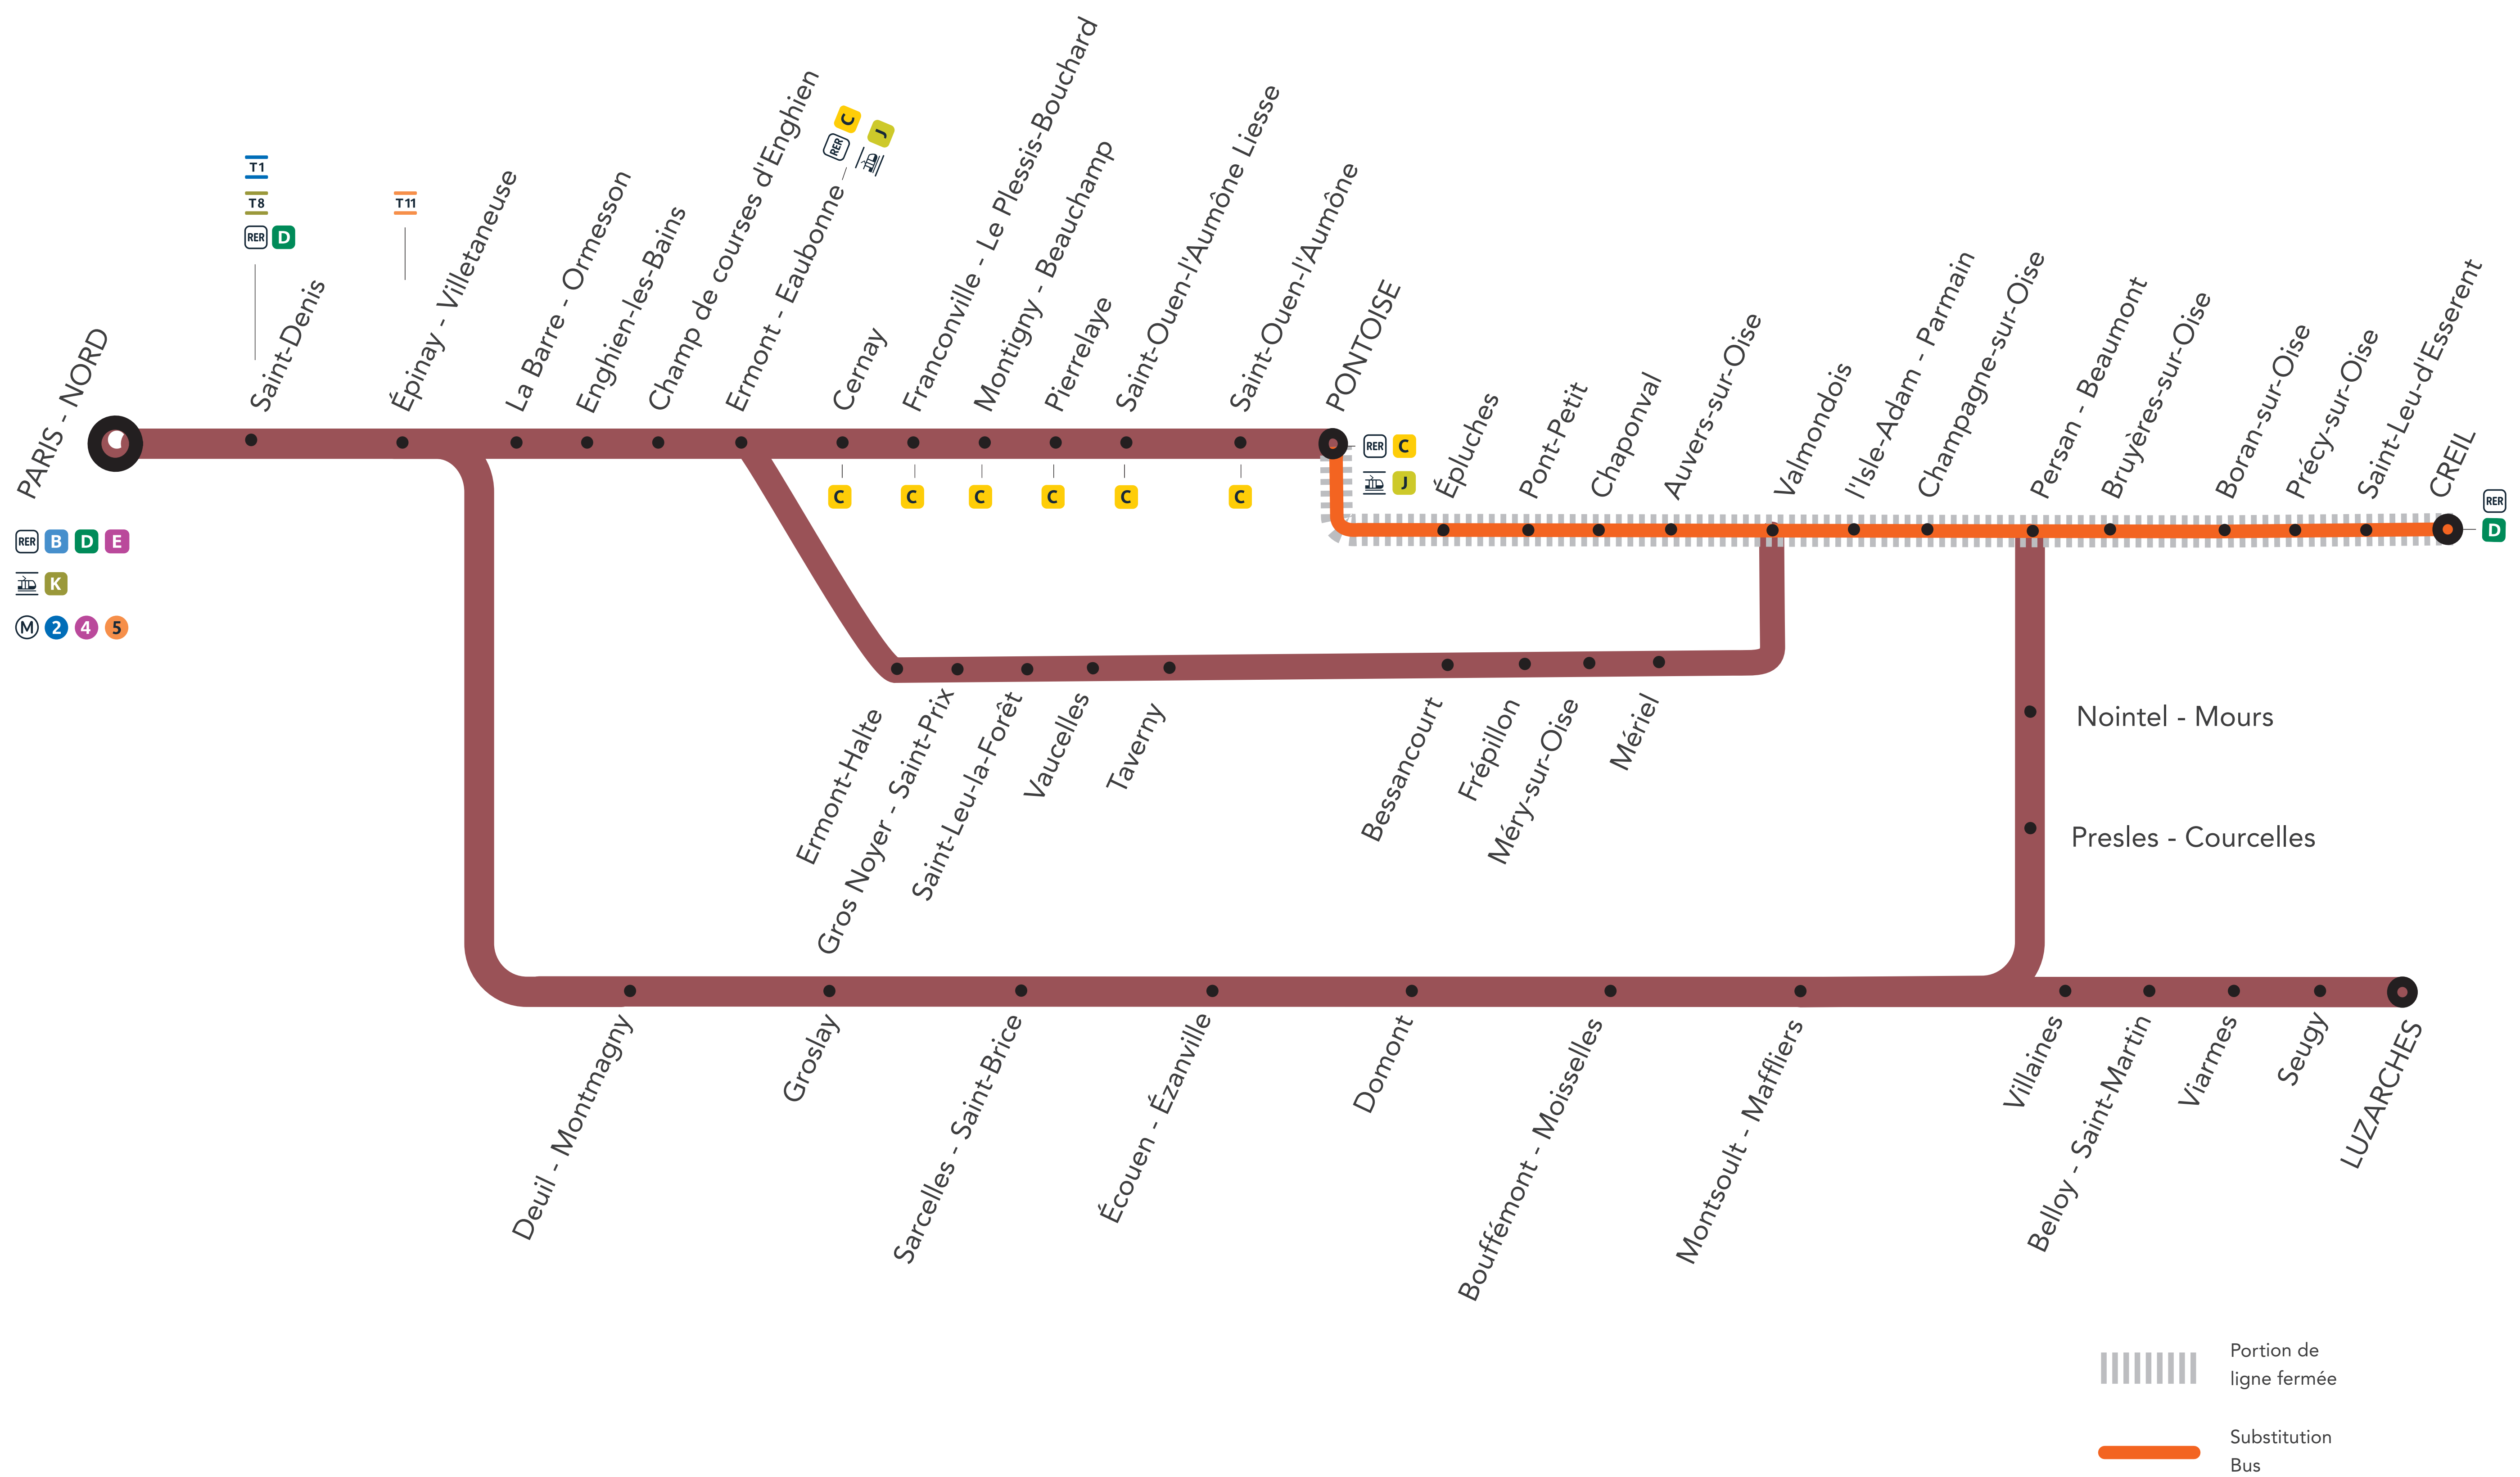 PARIS - NORD
RER B D E
K
M 2 4 5
T1
T8
RER D
Saint-Denis
T11
Épinay - Villetaneuse
La Barre - Ormesson
Enghien-les-Bains
Champ de courses d'Enghien
Ermont - Eaubonne
RER C
J
Cernay
C
Franconville - Le Plessis-Bouchard
C
Montigny - Beauchamp
C
Pierrelaye
C
Saint-Ouen-l'Aumône Liesse
C
Saint-Ouen-l'Aumône
C
PONTOISE
RER C
J
Épluches
Pont-Petit
Chaponval
Auvers-sur-Oise
Valmondois
l'Isle-Adam - Parmain
Champagne-sur-Oise
Persan - Beaumont
Bruyères-sur-Oise
Boran-sur-Oise
Précy-sur-Oise
Saint-Leu-d'Esserent
CREIL
RER
D
Ermont-Halte
Gros Noyer - Saint-Prix
Saint-Leu-la-Forêt
Vaucelles
Taverny
Bessancourt
Frépillon
Méry-sur-Oise
Mériel
Nointel - Mours
Presles - Courcelles
Deuil - Montmagny
Groslay
Sarcelles - Saint-Brice
Écouen - Ézanville
Domont
Bouffémont - Moisselles
Montsoult - Maffliers
Villaines
Belloy - Saint-Martin
Viarmes
Seugy
LUZARCHES
Portion de
ligne fermée
Substitution
Bus